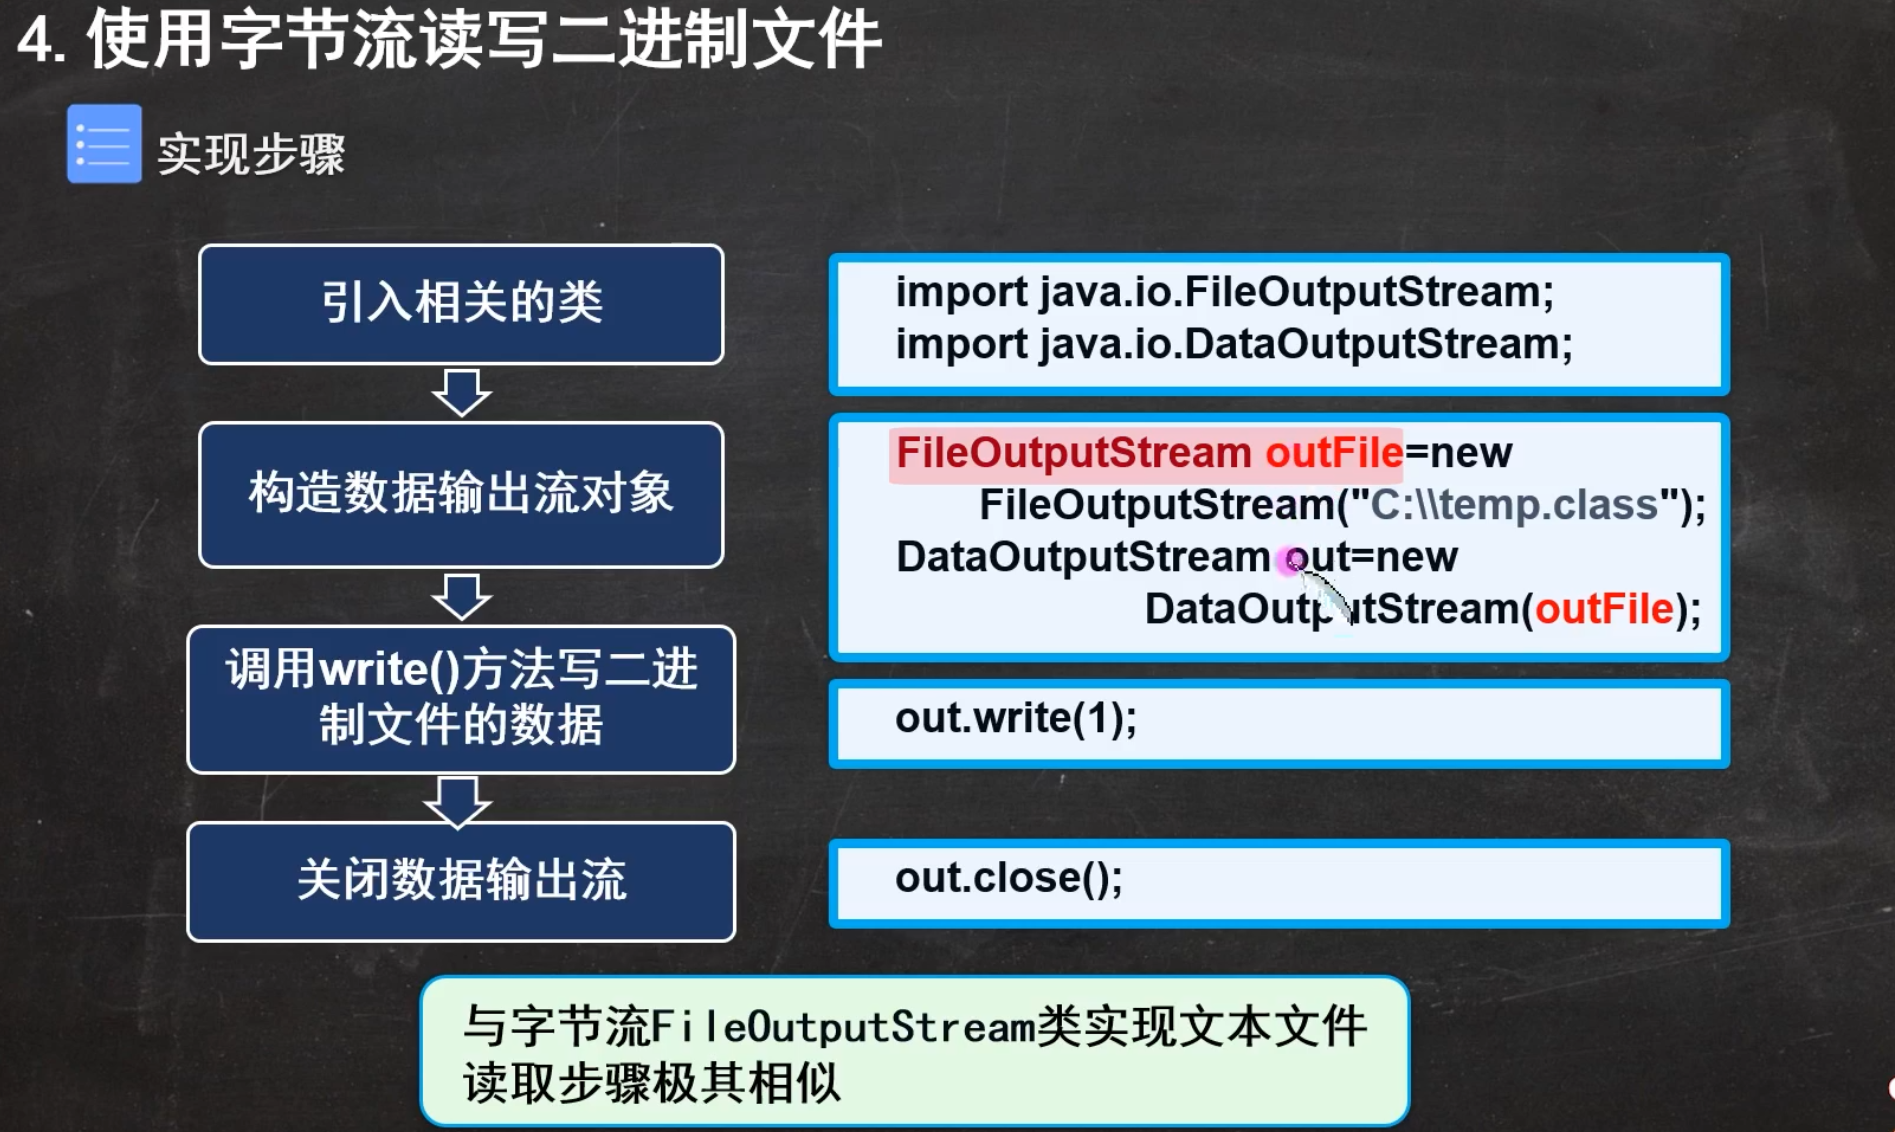 4. 使用字节流读写二进制文件
实现步骤
引入相关的类
import java.io.FileOutputStream;
import java.io.DataOutputStream;
构造数据输出流对象
FileOutputStream outFile=new
FileOutputStream("C:\\temp.class");
DataOutputStream out=new
DataOutputStream(outFile);
调用write()方法写二进
制文件的数据
out.write(1);
关闭数据输出流
out.close();
与字节流FileOutputStream类实现文本文件
读取步骤极其相似